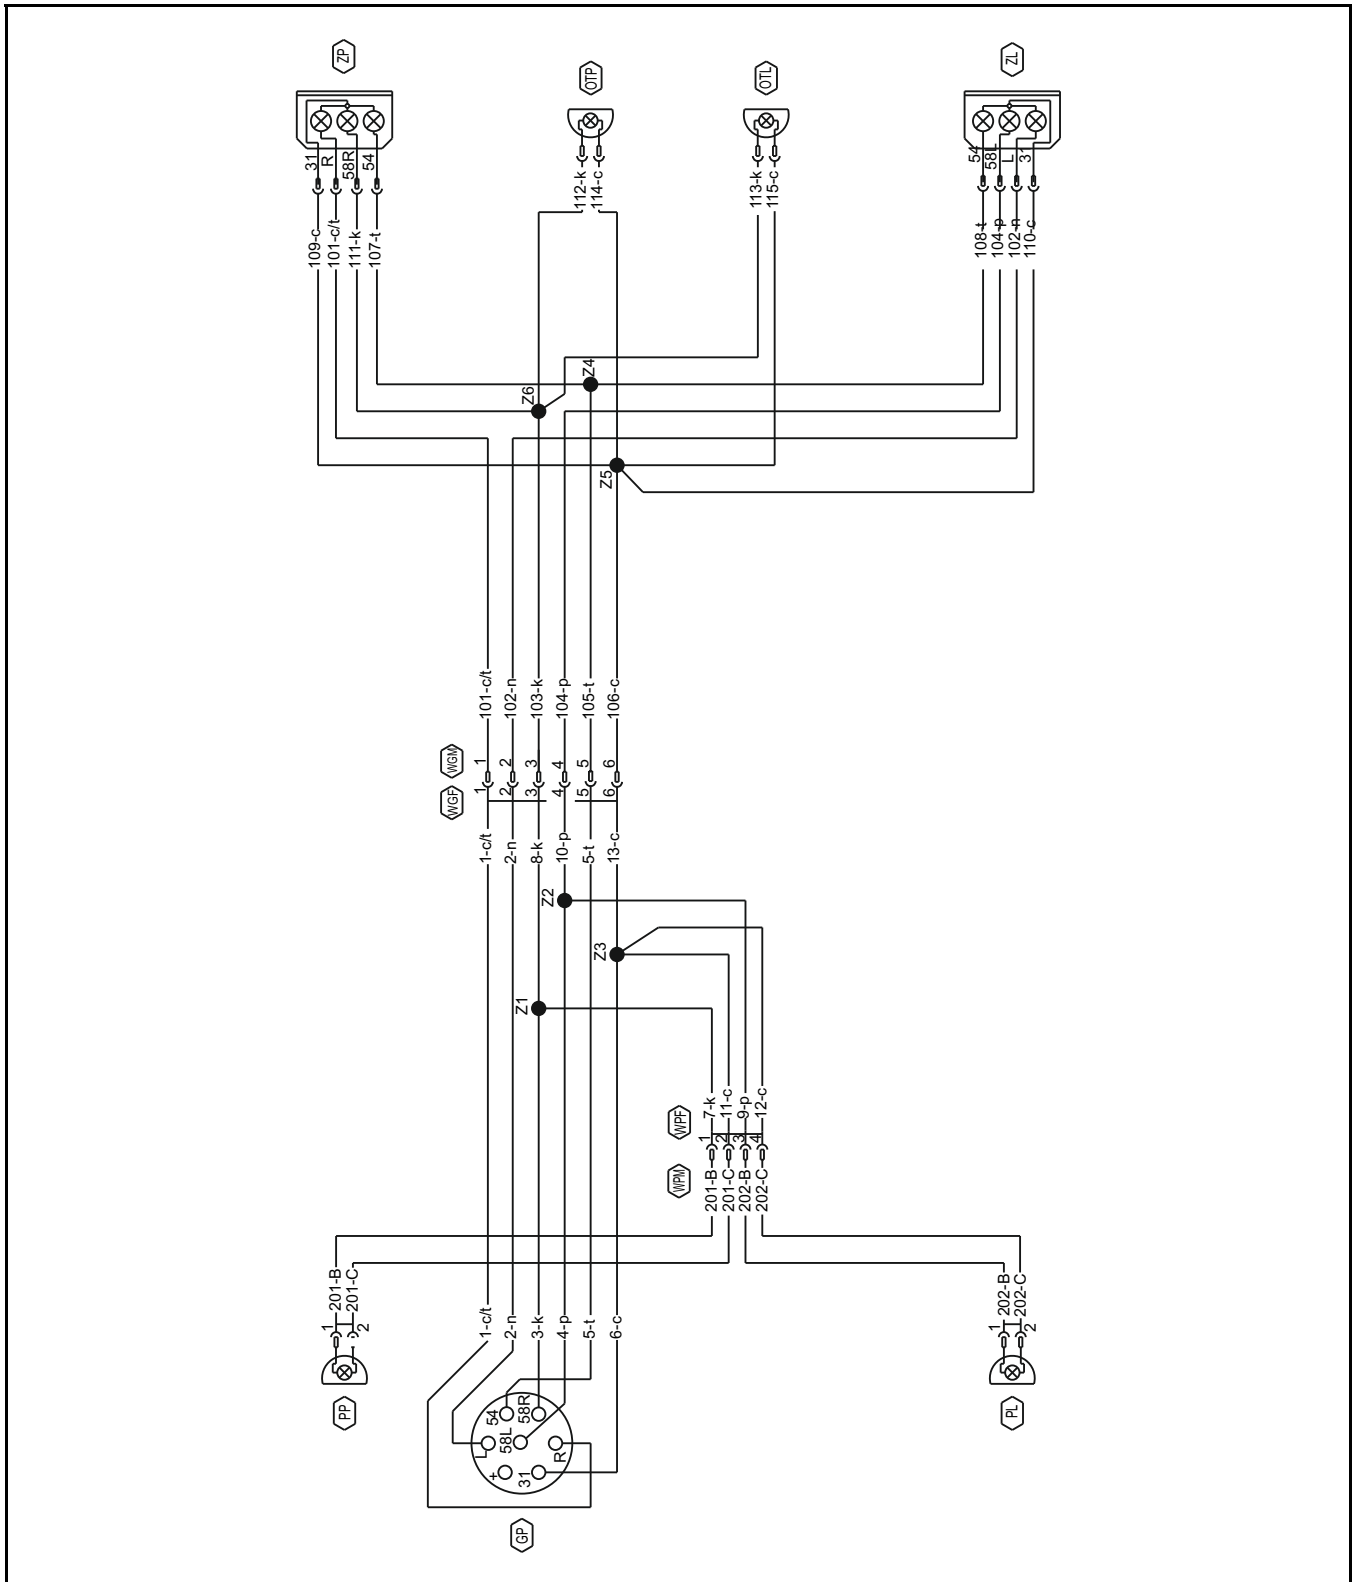 ZP
OTP
OTL
ZL
31
R
58R
54
54
58L
L
31
109-c
101-c/t
111-k
107-t
112-k
114-c
113-k
115-c
108-t
104-p
102-n
110-c
Z4
Z6
Z5
101-c/t
102-n
103-k
104-p
105-t
106-c
WGM
1
2
3
4
5
6
WGF
1
2
3
4
5
6
1-c/t
2-n
8-k
10-p
5-t
13-c
Z2
Z3
Z1
7-k
11-c
9-p
12-c
WPF
1
2
3
4
WPM
201-B
201-C
202-B
202-C
201-B
201-C
202-B
202-C
1
2
1
2
PP
PL
1-c/t
2-n
3-k
4-p
5-t
6-c
54
58R
L
58L
R
+
31
GP